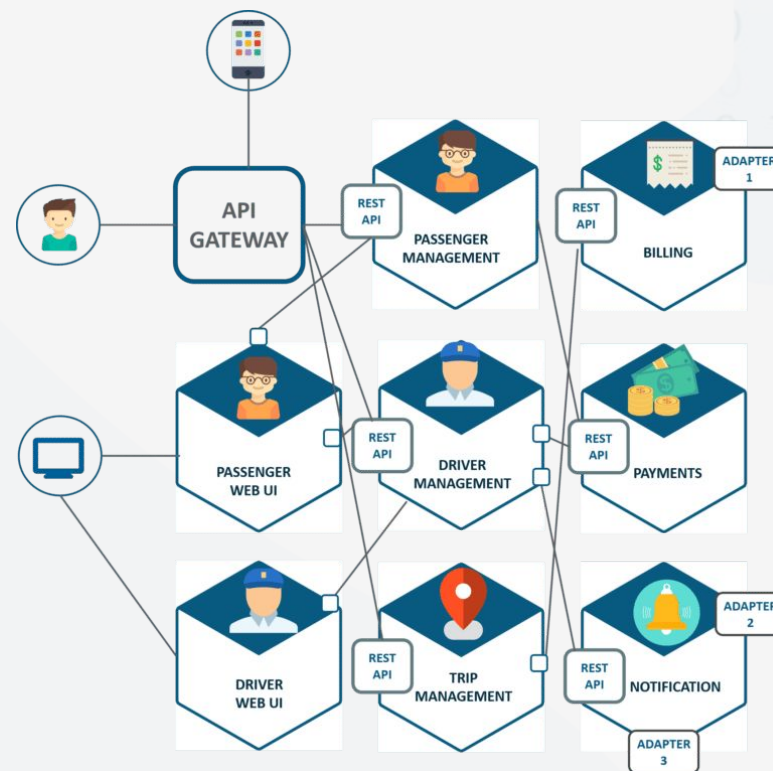 API
GATEWAY
REST
API
PASSENGER
MANAGEMENT
REST
API
BILLING
ADAPTER
1
PASSENGER
WEB UI
REST
API
DRIVER
MANAGEMENT
REST
API
PAYMENTS
DRIVER
WEB UI
REST
API
TRIP
MANAGEMENT
REST
API
NOTIFICATION
ADAPTER
2
ADAPTER
3